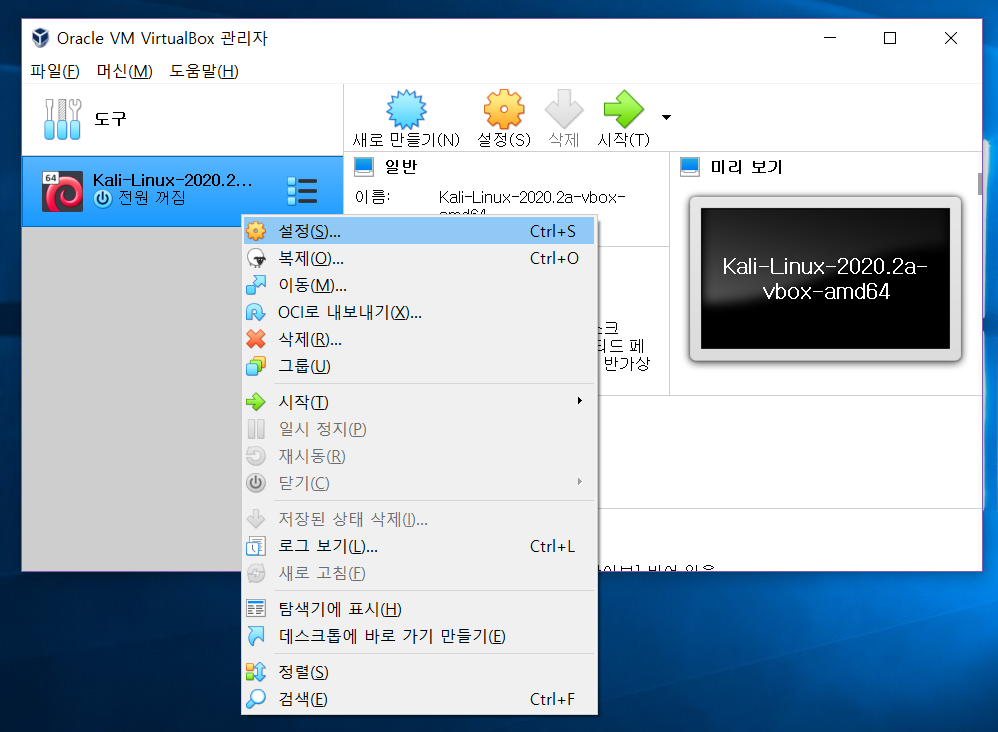 Oracle VM VirtualBox 관리자
파일(F) 머신(M) 도움말(H)
도구
새로 만들기(N) 설정(S) 삭제 시작(T)
64
Kali-Linux-2020.2...
전원 꺼짐
일반
이름: Kali-Linux-2020.2a-vbox-
amd64
미리 보기
Kali-Linux-2020.2a-
vbox-amd64
설정(S)... Ctrl+S
복제(O)... Ctrl+O
이동(M)...
OCI로 내보내기(X)...
삭제(R)...
그룹(U)
시작(T)
일시 정지(P)
재시동(R)
닫기(C)
저장된 상태 삭제(I)...
로그 보기(L)... Ctrl+L
새로 고침(F)
탐색기에 표시(H)
데스크톱에 바로 가기 만들기(E)
정렬(S)
검색(E) Ctrl+F
스크
티드 페
반가상
비어 있음